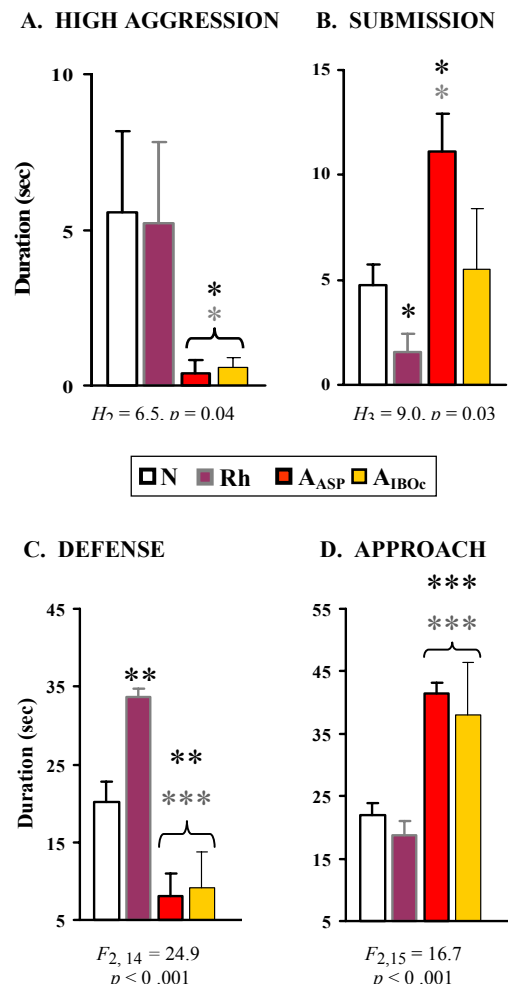 A. HIGH AGGRESSION
B. SUBMISSION
Duration (sec)
10
5
0
*
*
H2 = 6.5, p = 0.04
15
10
5
0
*
*
*
H3 = 9.0, p = 0.03
N Rh AASP AIBOc
C. DEFENSE
D. APPROACH
Duration (sec)
45
35
25
15
5
**
**
***
F2, 14 = 24.9
p < 0 .001
55
45
35
25
15
5
***
***
F2,15 = 16.7
p < 0 .001